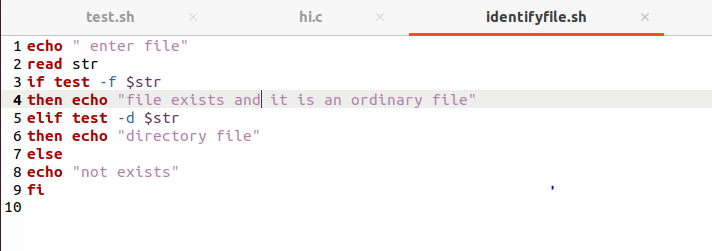 test.sh × hi.c × identifyfile.sh ×
1 echo " enter file"
2 read str
3 if test -f $str
4 then echo "file exists and it is an ordinary file"
5 elif test -d $str
6 then echo "directory file"
7 else
8 echo "not exists"
9 fi
10